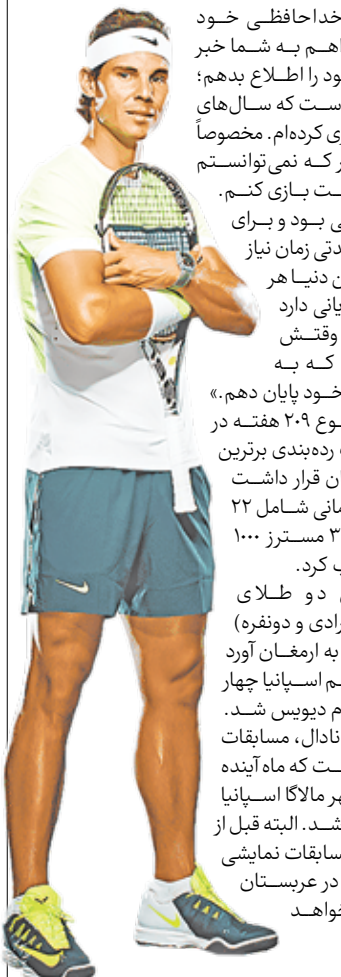 خداحافظی خود
اهم به شما خبر
ود را اطلاع بدهم؛
ست که سال‌های
ی کرده‌ام. مخصوصاً
ر که نمی‌توانستم
ت بازی کنم.
ی بود و برای
دتی زمان نیاز
ن دنیا هر
یانی دارد
وقتش
که به
خود پایان دهم.»
وع ۲۰۹ هفته در
رده‌بندی برترین
ان قرار داشت
مانی شامل ۲۲
۳ مسترز ۱۰۰۰
ب کرد.
دو طلای
رادی و دونفره)
به ارمغان آورد
م اسپانیا چهار
م دیویس شد.
نادال، مسابقات
ت که ماه آینده
هر مالاگا اسپانیا
شد. البته قبل از
سابقات نمایشی
در عربستان
خواهد